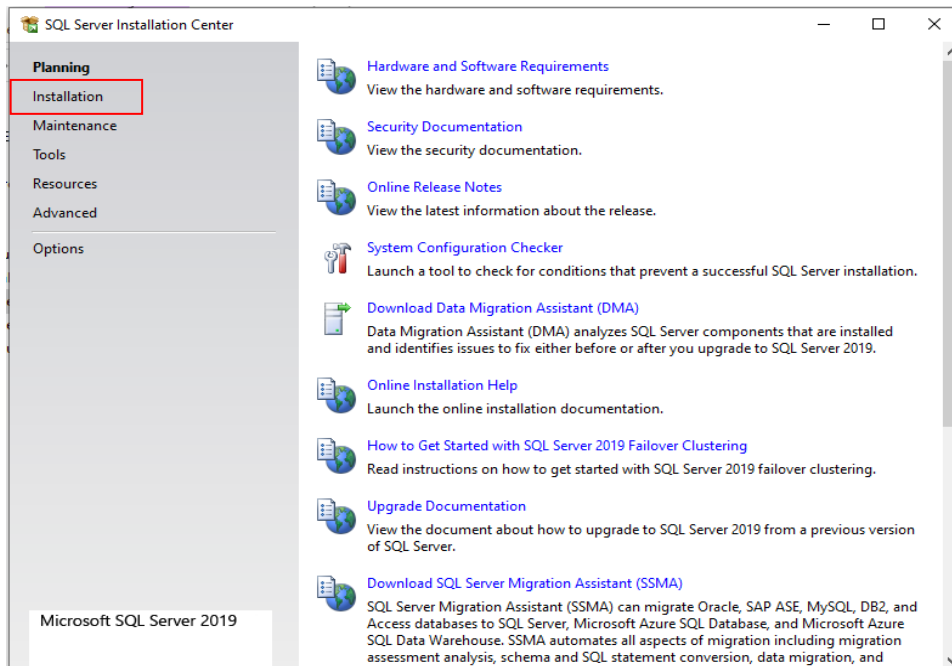 SQL Server Installation Center
Planning
Installation
Maintenance
Tools
Resources
Advanced
Options
Microsoft SQL Server 2019
Hardware and Software Requirements
View the hardware and software requirements.
Security Documentation
View the security documentation.
Online Release Notes
View the latest information about the release.
System Configuration Checker
Launch a tool to check for conditions that prevent a successful SQL Server installation.
Download Data Migration Assistant (DMA)
Data Migration Assistant (DMA) analyzes SQL Server components that are installed
and identifies issues to fix either before or after you upgrade to SQL Server 2019.
Online Installation Help
Launch the online installation documentation.
How to Get Started with SQL Server 2019 Failover Clustering
Read instructions on how to get started with SQL Server 2019 failover clustering.
Upgrade Documentation
View the document about how to upgrade to SQL Server 2019 from a previous version
of SQL Server.
Download SQL Server Migration Assistant (SSMA)
SQL Server Migration Assistant (SSMA) can migrate Oracle, SAP ASE, MySQL, DB2, and
Access databases to SQL Server, Microsoft Azure SQL Database, and Microsoft Azure
SQL Data Warehouse. SSMA automates all aspects of migration including migration
assessment analysis, schema and SQL statement conversion, data migration, and